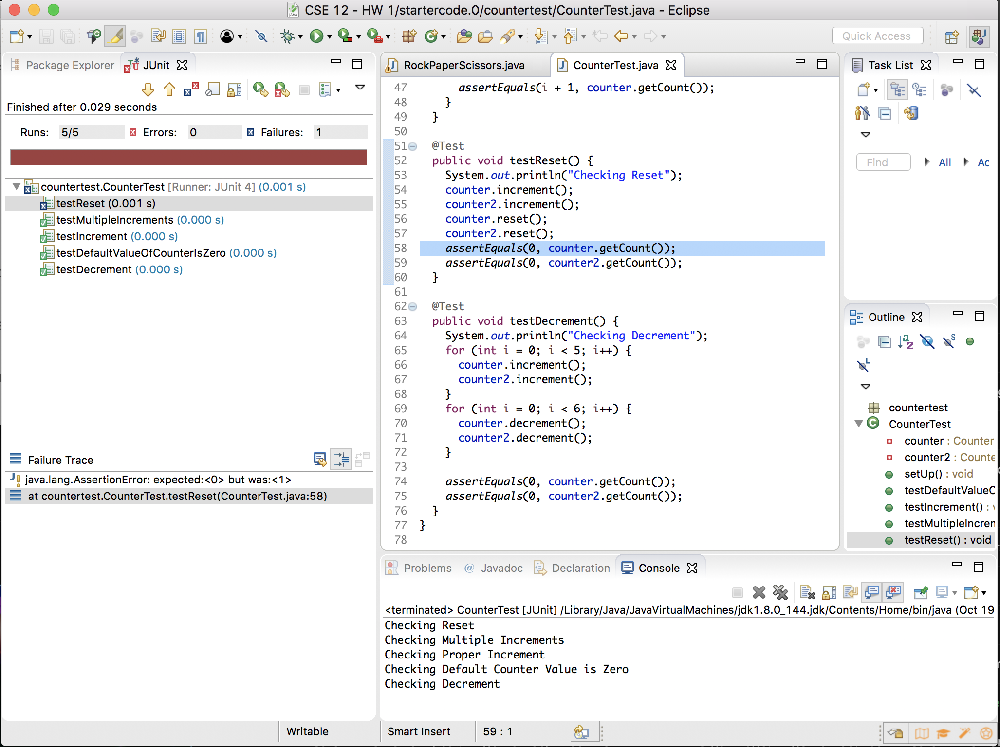 CSE 12 - HW 1/startercode.0/countertest/CounterTest.java - Eclipse
Quick Access
Package Explorer
JUnit
Finished after 0.029 seconds
Runs: 5/5 Errors: 0 Failures: 1
countertest.CounterTest [Runner: JUnit 4] (0.001 s)
testReset (0.001 s)
testMultipleIncrements (0.000 s)
testIncrement (0.000 s)
testDefaultValueOfCounterIsZero (0.000 s)
testDecrement (0.000 s)
Failure Trace
java.lang.AssertionError: expected:<0> but was:<1>
at countertest.CounterTest.testReset(CounterTest.java:58)
RockPaperScissors.java
CounterTest.java
47 assertEquals(i + 1, counter.getCount());
48 }
49 }
50
51 @Test
52 public void testReset() {
53 System.out.println("Checking Reset");
54 counter.increment();
55 counter2.increment();
56 counter.reset();
57 counter2.reset();
58 assertEquals(0, counter.getCount());
59 assertEquals(0, counter2.getCount());
60 }
61
62 @Test
63 public void testDecrement() {
64 System.out.println("Checking Decrement");
65 for (int i = 0; i < 5; i++) {
66 counter.increment();
67 counter2.increment();
68 }
69 for (int i = 0; i < 6; i++) {
70 counter.decrement();
71 counter2.decrement();
72 }
73
74 assertEquals(0, counter.getCount());
75 assertEquals(0, counter2.getCount());
76 }
77 }
78
Task List
Find All Ac
Outline
countertest
CounterTest
counter : Counter
counter2 : Counte
setUp() : void
testDefaultValueO
testIncrement() : v
testMultipleIncren
testReset() : void
Problems @ Javadoc Declaration Console
<terminated> CounterTest [JUnit] /Library/Java/JavaVirtualMachines/jdk1.8.0_144.jdk/Contents/Home/bin/java (Oct 19
Checking Reset
Checking Multiple Increments
Checking Proper Increment
Checking Default Counter Value is Zero
Checking Decrement
Writable Smart Insert 59 : 1